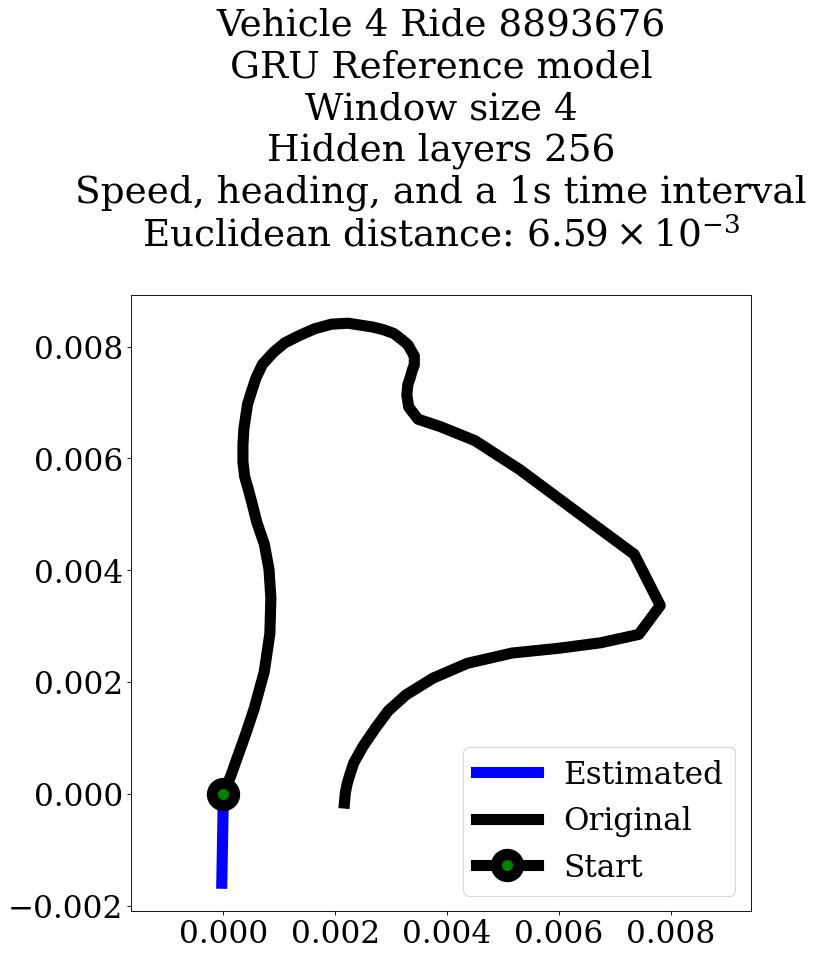 Vehicle 4 Ride 8893676
GRU Reference model
Window size 4
Hidden layers 256
Speed, heading, and a 1s time interval
Euclidean distance: 6.59 × 10⁻³
0.008
0.006
0.004
0.002
0.000
−0.002
Estimated
Original
Start
0.000 0.002 0.004 0.006 0.008